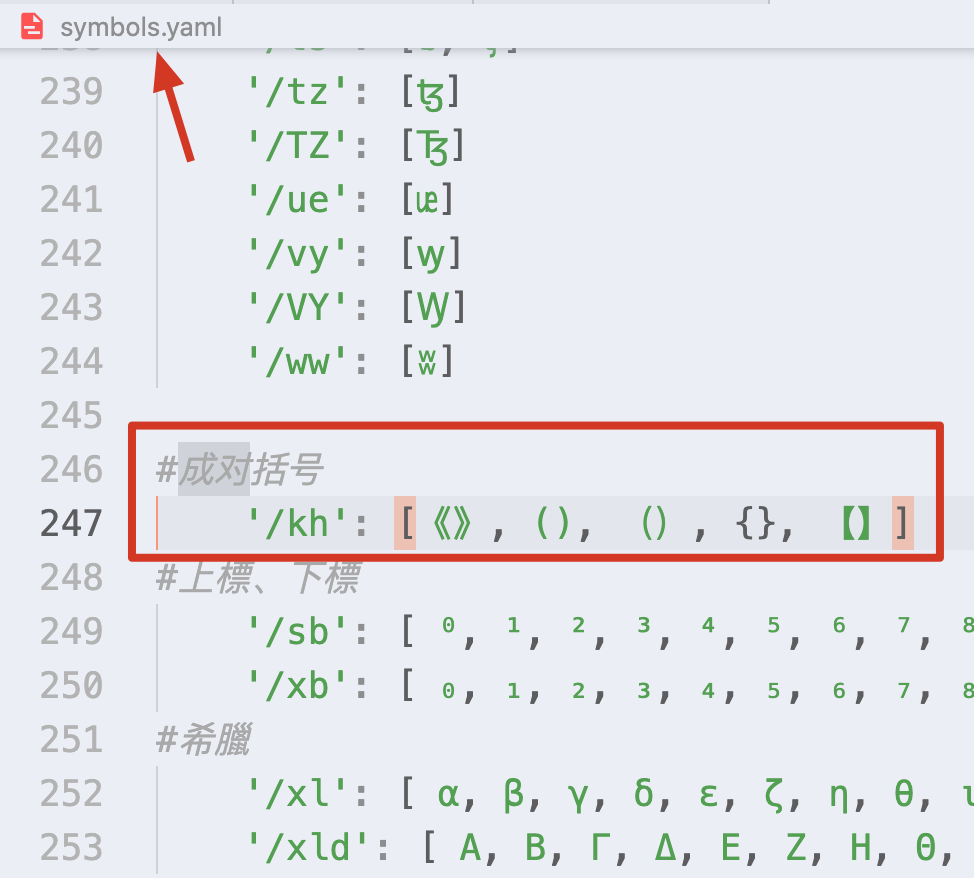 symbols.yaml
239 '/tz': [ꜩ]
240 '/TZ': [Ꜩ]
241 '/ue': [ᵫ]
242 '/vy': [ꝡ]
243 '/VY': [Ꝡ]
244 '/ww': [ʬ]
245
246 #成对括号
247 '/kh': [《》, (), （）, {}, 【】]
248 #上標、下標
249 '/sb': [ ⁰, ¹, ², ³, ⁴, ⁵, ⁶, ⁷, ⁸
250 '/xb': [ ₀, ₁, ₂, ₃, ₄, ₅, ₆, ₇, ₈
251 #希臘
252 '/xl': [ α, β, γ, δ, ε, ζ, η, θ, ι
253 '/xld': [ Α, Β, Γ, Δ, Ε, Ζ, Η, Θ,